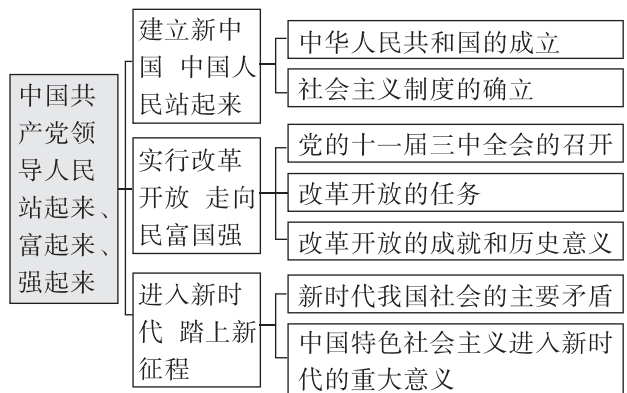 中国共
产党领
导人民
站起来、
富起来、
强起来
建立新中
国 中国人
民站起来
中华人民共和国的成立
社会主义制度的确立
实行改革
开放 走向
民富国强
党的十一届三中全会的召开
改革开放的任务
改革开放的成就和历史意义
进入新时
代 踏上新
征程
新时代我国社会的主要矛盾
中国特色社会主义进入新时
代的重大意义